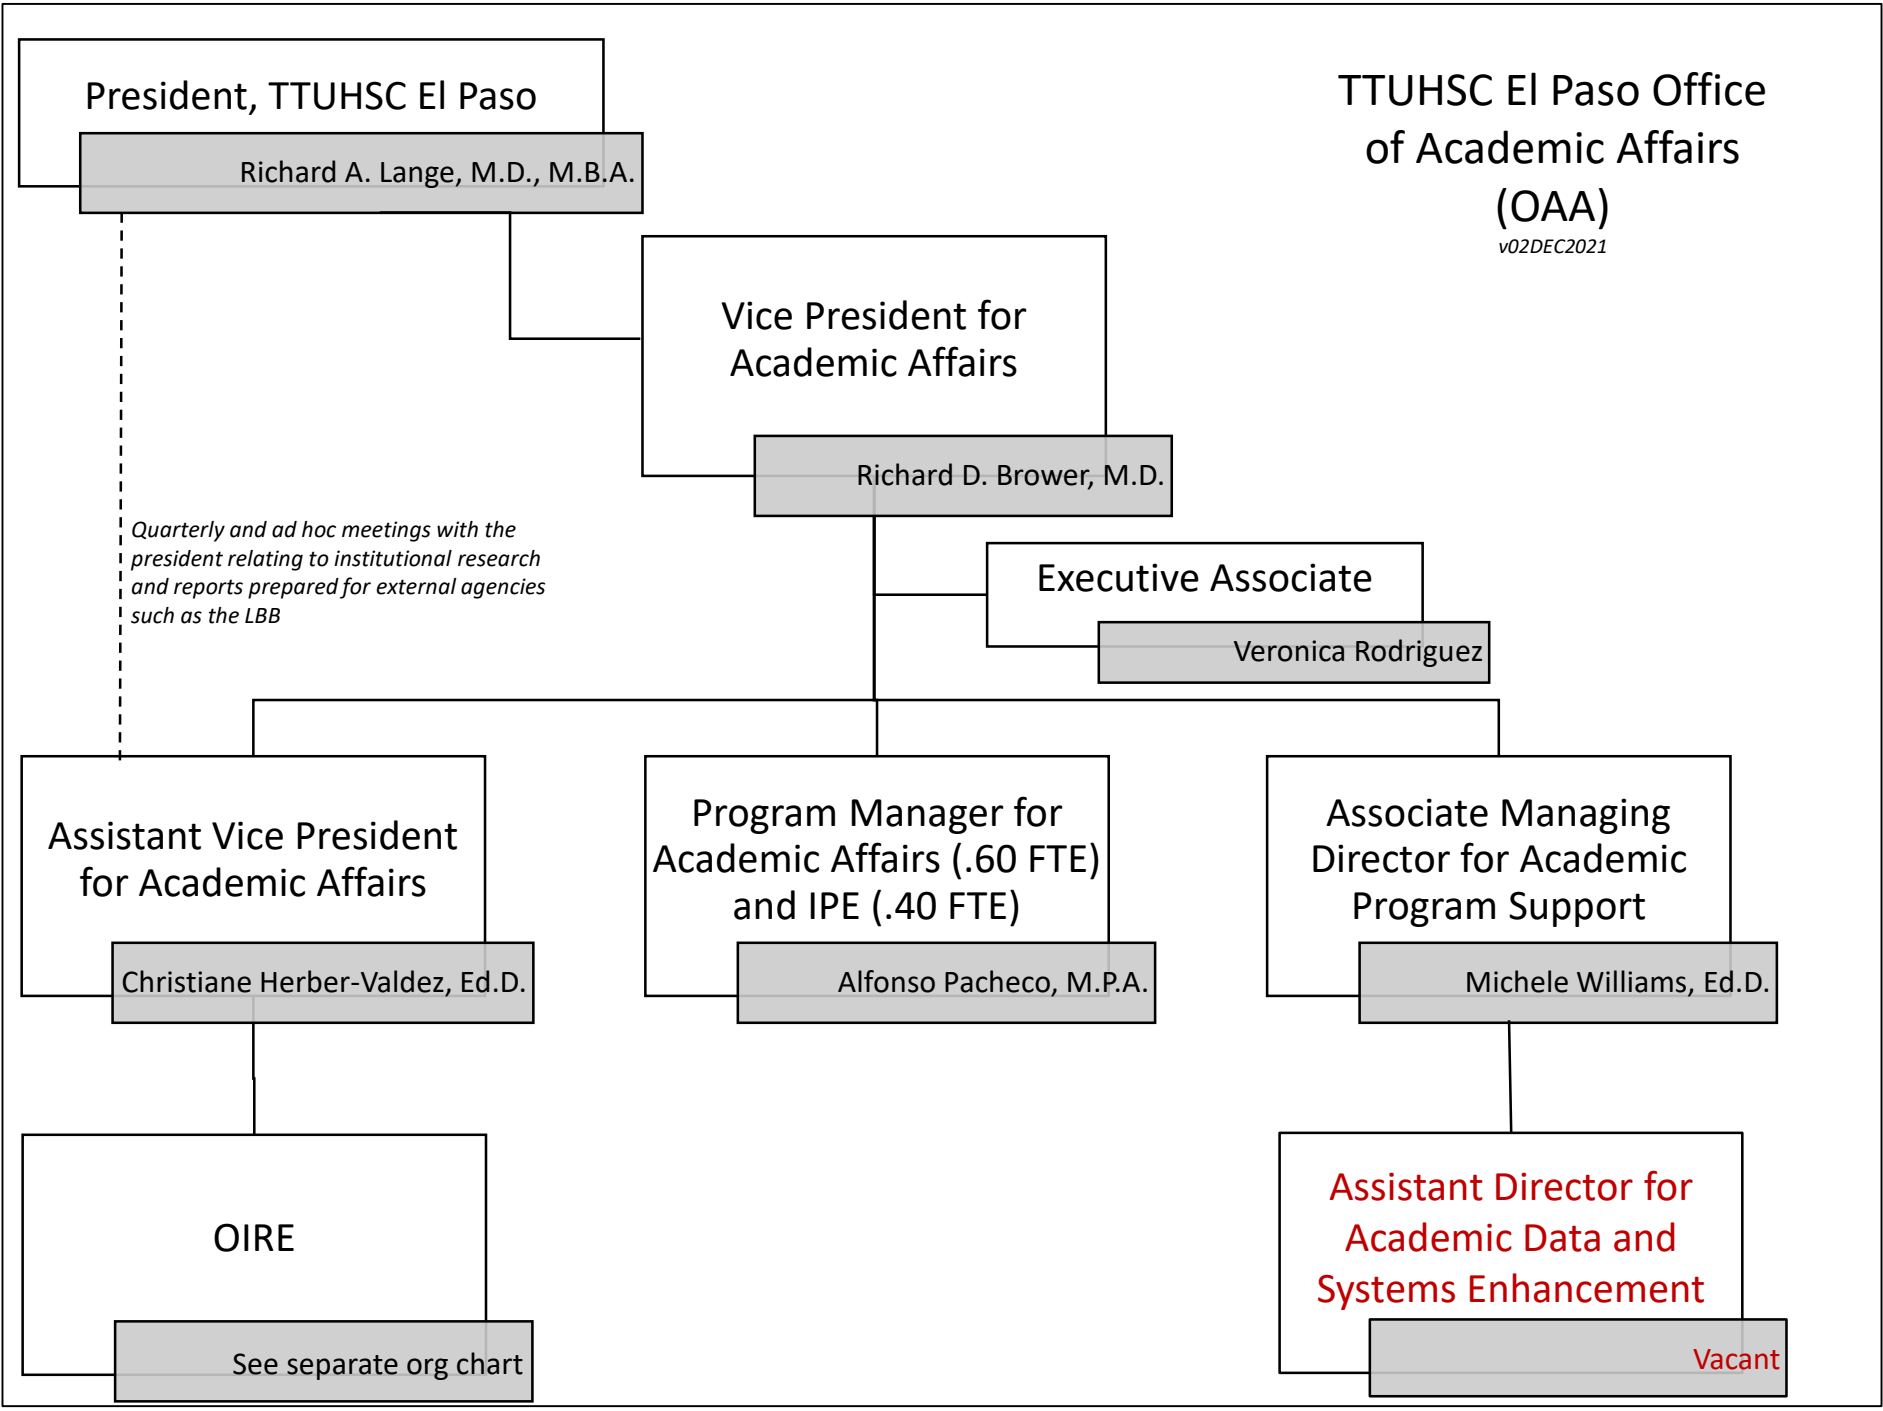 President, TTUHSC El Paso
Richard A. Lange, M.D., M.B.A.
TTUHSC El Paso Office
of Academic Affairs
(OAA)
v02DEC2021
Vice President for
Academic Affairs
Richard D. Brower, M.D.
Quarterly and ad hoc meetings with the
president relating to institutional research
and reports prepared for external agencies
such as the LBB
Executive Associate
Veronica Rodriguez
Assistant Vice President
for Academic Affairs
Christiane Herber-Valdez, Ed.D.
Program Manager for
Academic Affairs (.60 FTE)
and IPE (.40 FTE)
Alfonso Pacheco, M.P.A.
Associate Managing
Director for Academic
Program Support
Michele Williams, Ed.D.
OIRE
See separate org chart
Assistant Director for
Academic Data and
Systems Enhancement
Vacant